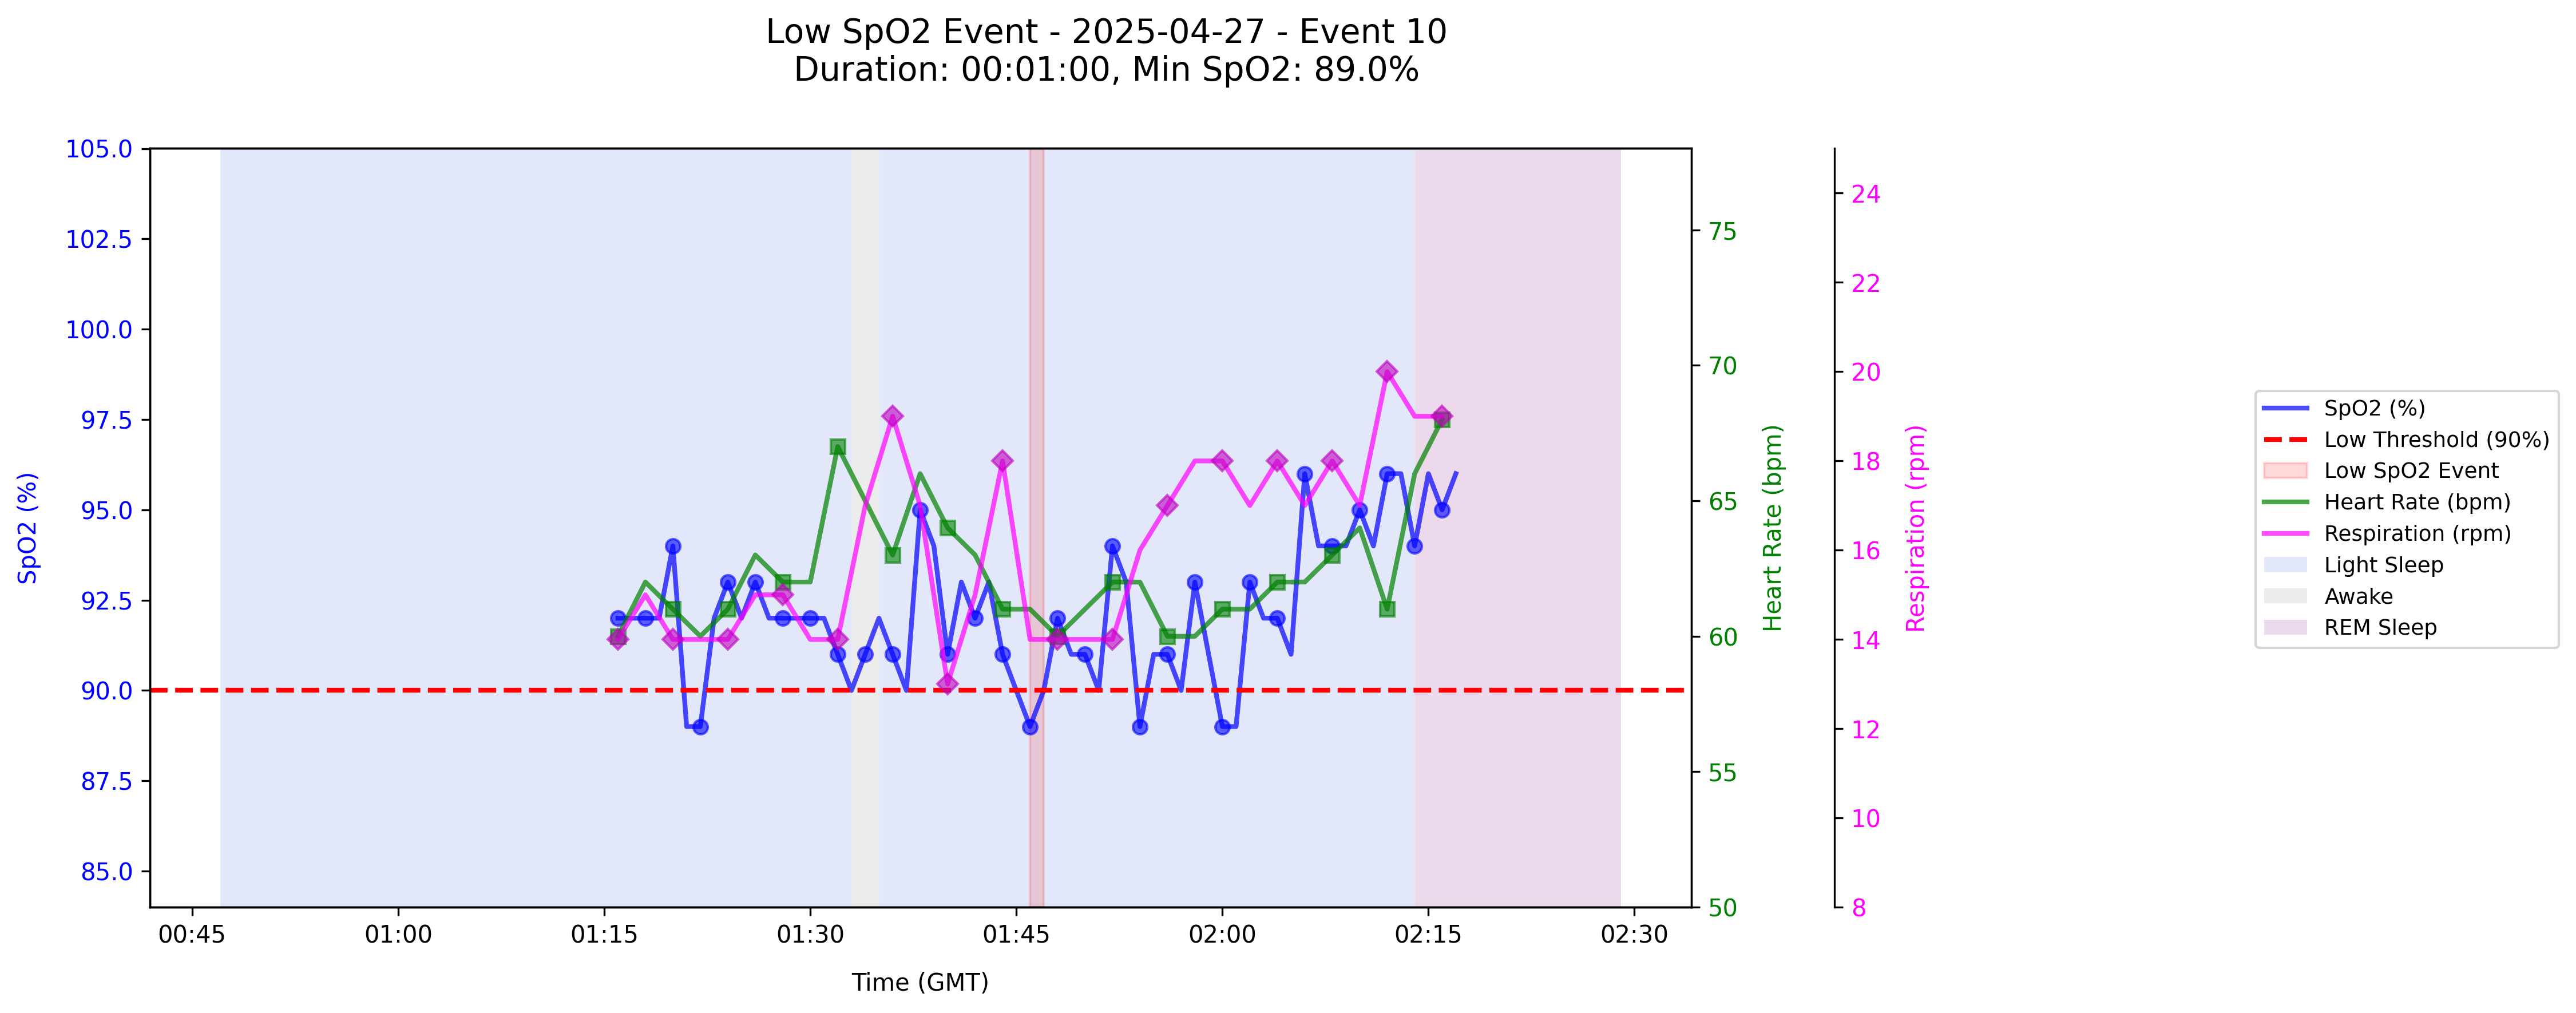 Low SpO2 Event - 2025-04-27 - Event 10
Duration: 00:01:00, Min SpO2: 89.0%
105.0
102.5
100.0
97.5
95.0
92.5
90.0
87.5
85.0
SpO2 (%)
00:45
01:00
01:15
01:30
01:45
02:00
02:15
02:30
Time (GMT)
75
70
65
60
55
50
Heart Rate (bpm)
24
22
20
18
16
14
12
10
8
Respiration (rpm)
SpO2 (%)
Low Threshold (90%)
Low SpO2 Event
Heart Rate (bpm)
Respiration (rpm)
Light Sleep
Awake
REM Sleep